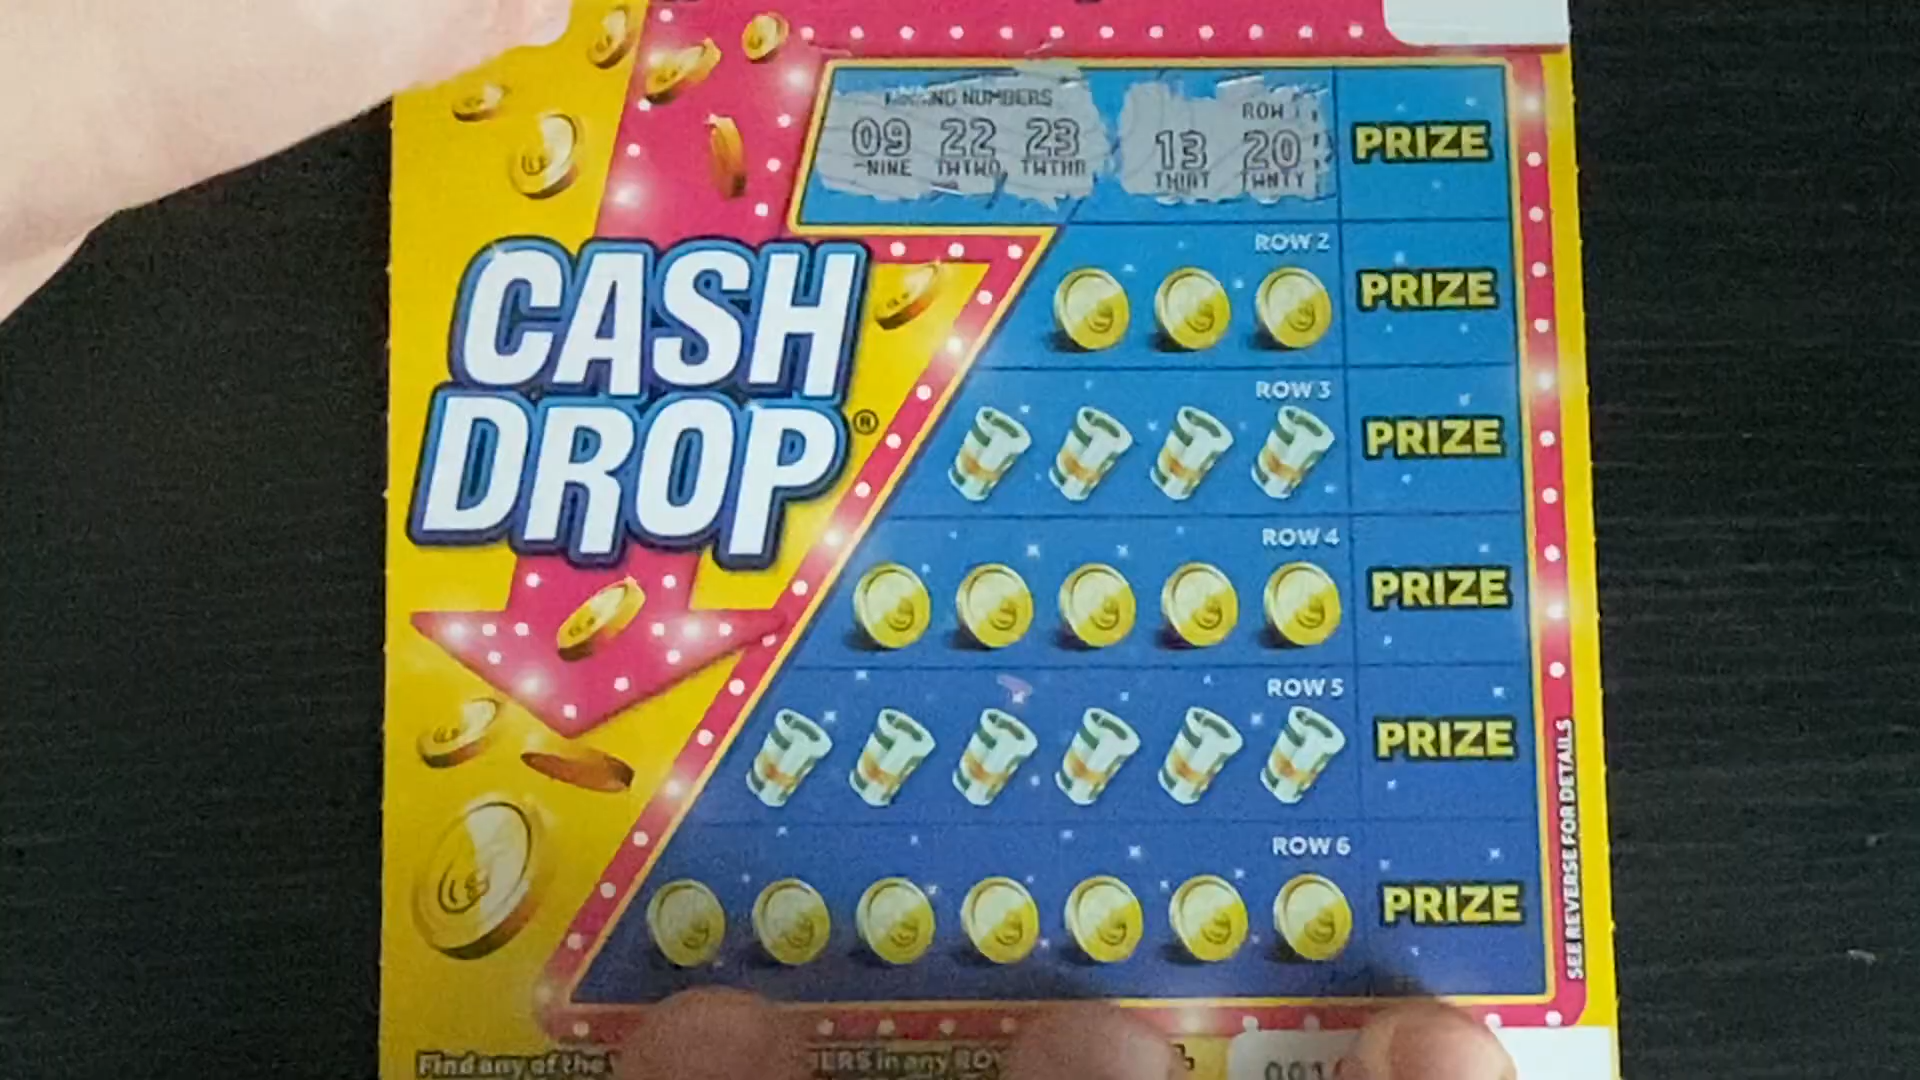 NUMBERS
09 22 23
NINE TWTWO TWTHR
ROW 1
13 20
THIRT TWNTY
PRIZE
ROW 2
PRIZE
CASH
DROP®
ROW 3
PRIZE
ROW 4
PRIZE
ROW 5
PRIZE
ROW 6
PRIZE
SEE REVERSE FOR DETAILS
Find any of the
in any